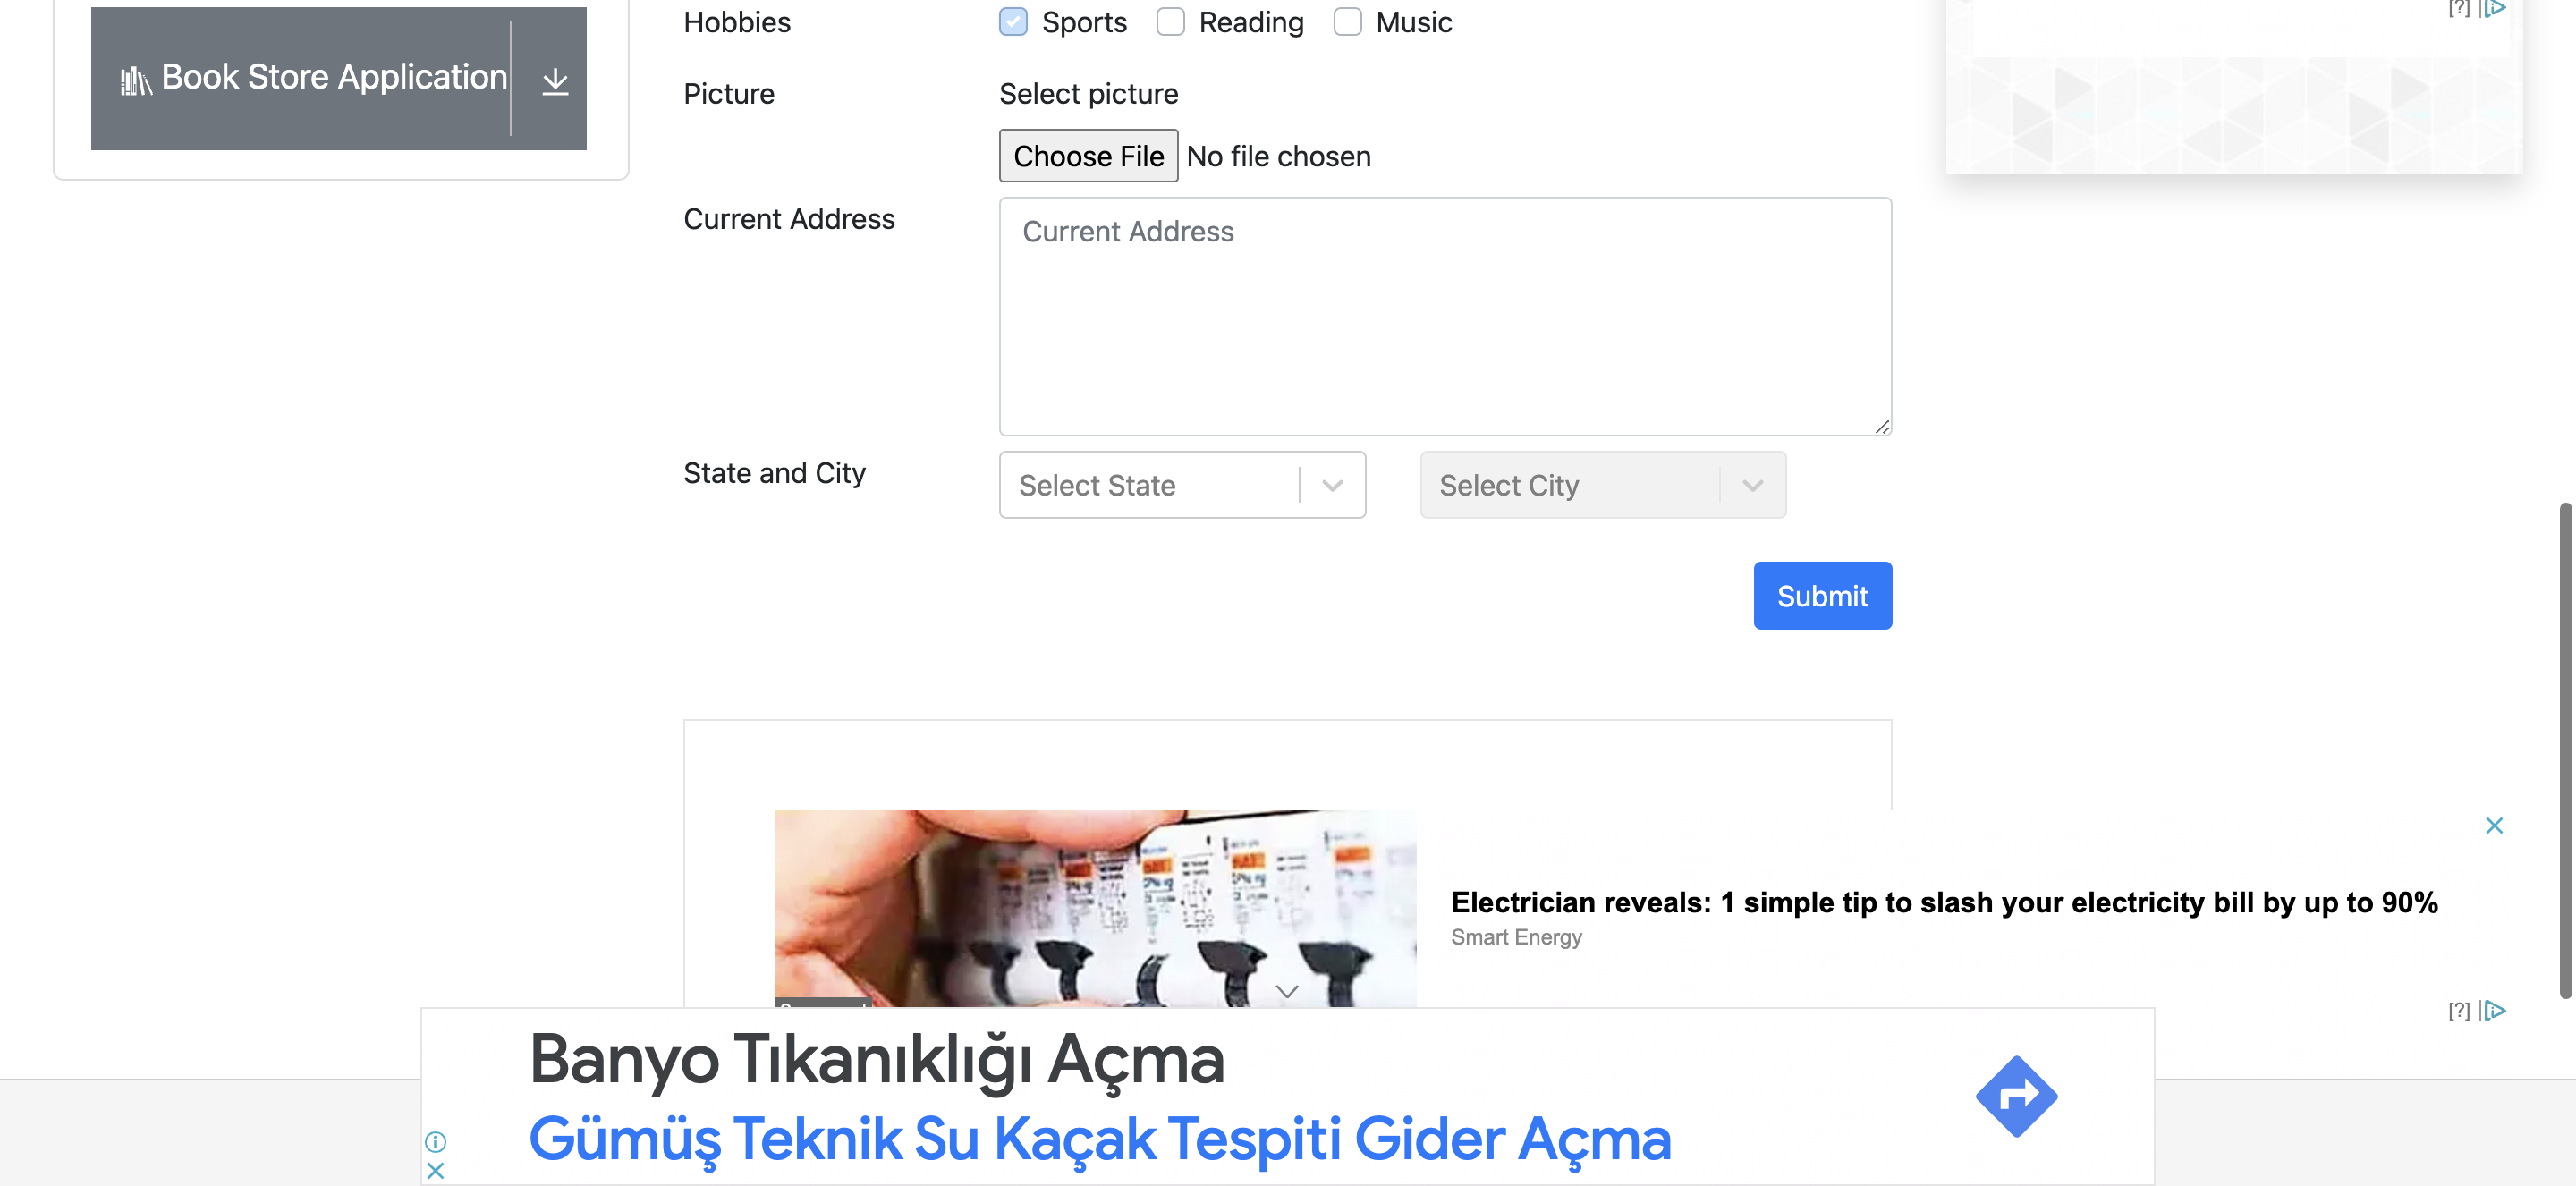 Hobbies
Sports Reading Music
[?]
Book Store Application
Picture
Select picture
Choose File No file chosen
Current Address
Current Address
State and City
Select State
Select City
Submit
Electrician reveals: 1 simple tip to slash your electricity bill by up to 90%
Smart Energy
[?]
Banyo Tıkanıklığı Açma
Gümüş Teknik Su Kaçak Tespiti Gider Açma